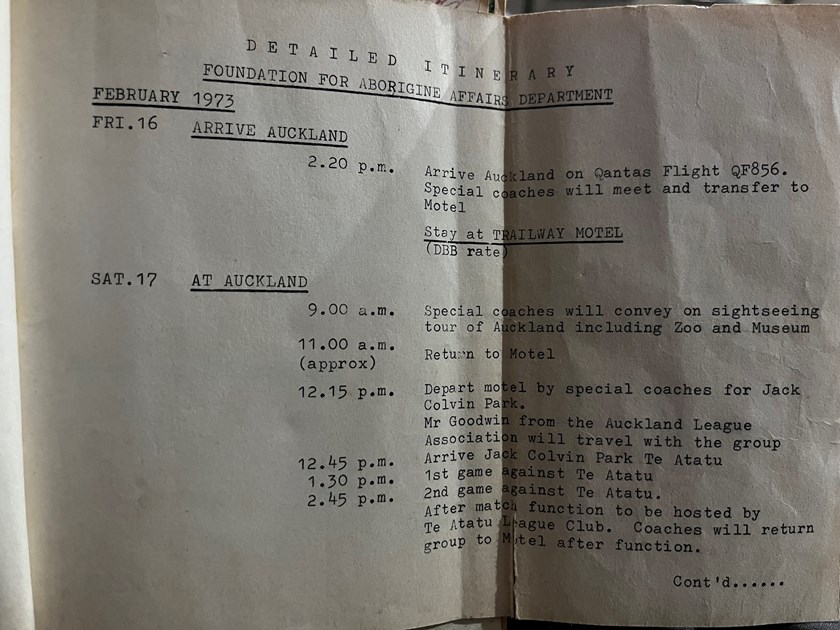 DETAILED ITINERARY
FOUNDATION FOR ABORIGINE AFFAIRS DEPARTMENT
FEBRUARY 1973
FRI.16 ARRIVE AUCKLAND
2.20 p.m. Arrive Auckland on Qantas Flight QF856.
Special coaches will meet and transfer to
Motel
Stay at TRAILWAY MOTEL
(DBB rate)
SAT.17 AT AUCKLAND
9.00 a.m. Special coaches will convey on sightseeing
tour of Auckland including Zoo and Museum
11.00 a.m.
(approx) Return to Motel
12.15 p.m. Depart motel by special coaches for Jack
Colvin Park.
Mr Goodwin from the Auckland League
Association will travel with the group
12.45 p.m. Arrive Jack Colvin Park Te Atatu
1.30 p.m. 1st game against Te Atatu
2.45 p.m. 2nd game against Te Atatu.
After match function to be hosted by
Te Atatu League Club. Coaches will return
group to Motel after function.
Cont'd......